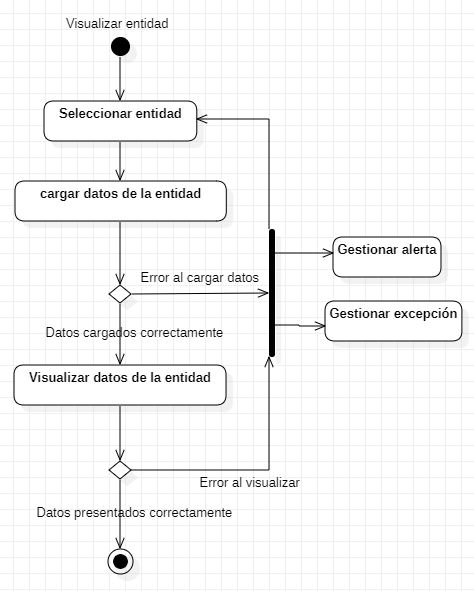 Visualizar entidad
Seleccionar entidad
cargar datos de la entidad
Gestionar alerta
Error al cargar datos
Gestionar excepción
Datos cargados correctamente
Visualizar datos de la entidad
Error al visualizar
Datos presentados correctamente